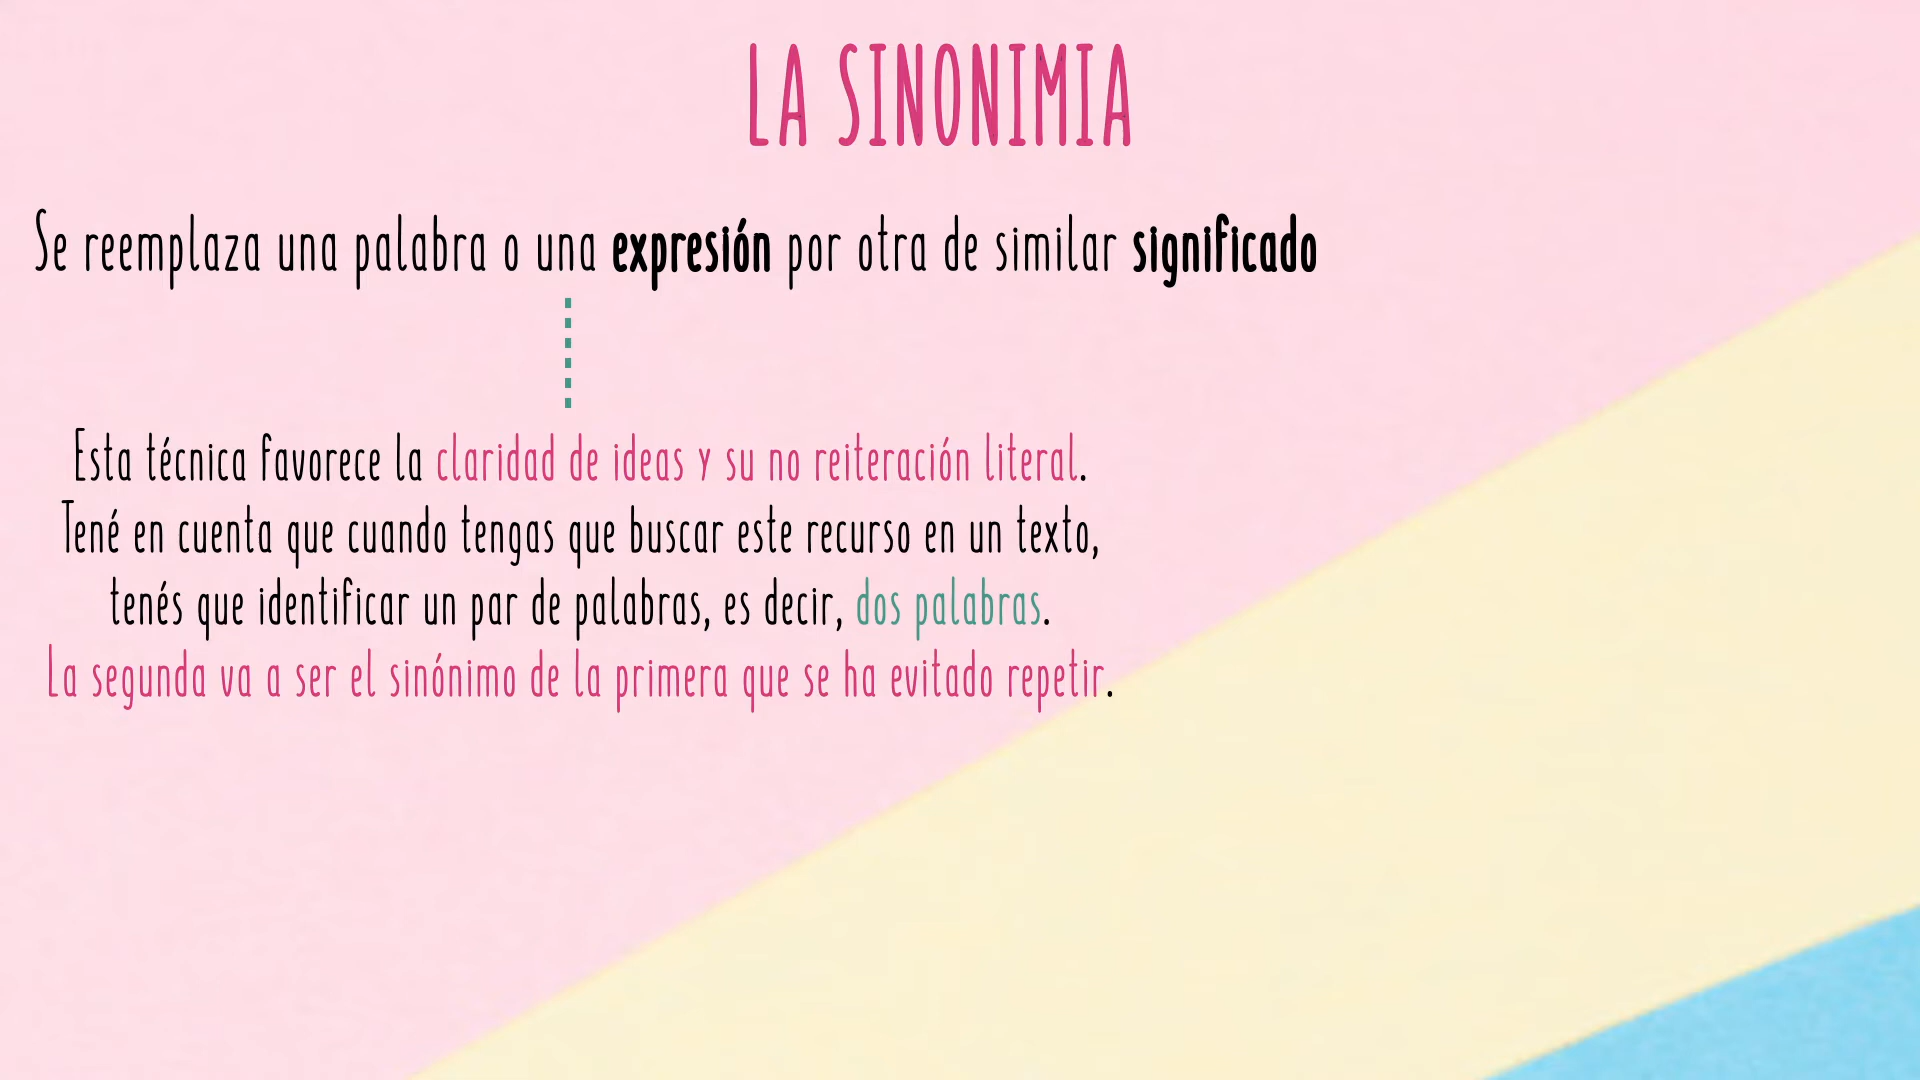 LA SINONIMIA
Se reemplaza una palabra o una expresión por otra de similar significado
Esta técnica favorece la claridad de ideas y su no reiteración literal.
Tené en cuenta que cuando tengas que buscar este recurso en un texto,
tenés que identificar un par de palabras, es decir, dos palabras.
La segunda va a ser el sinónimo de la primera que se ha evitado repetir.